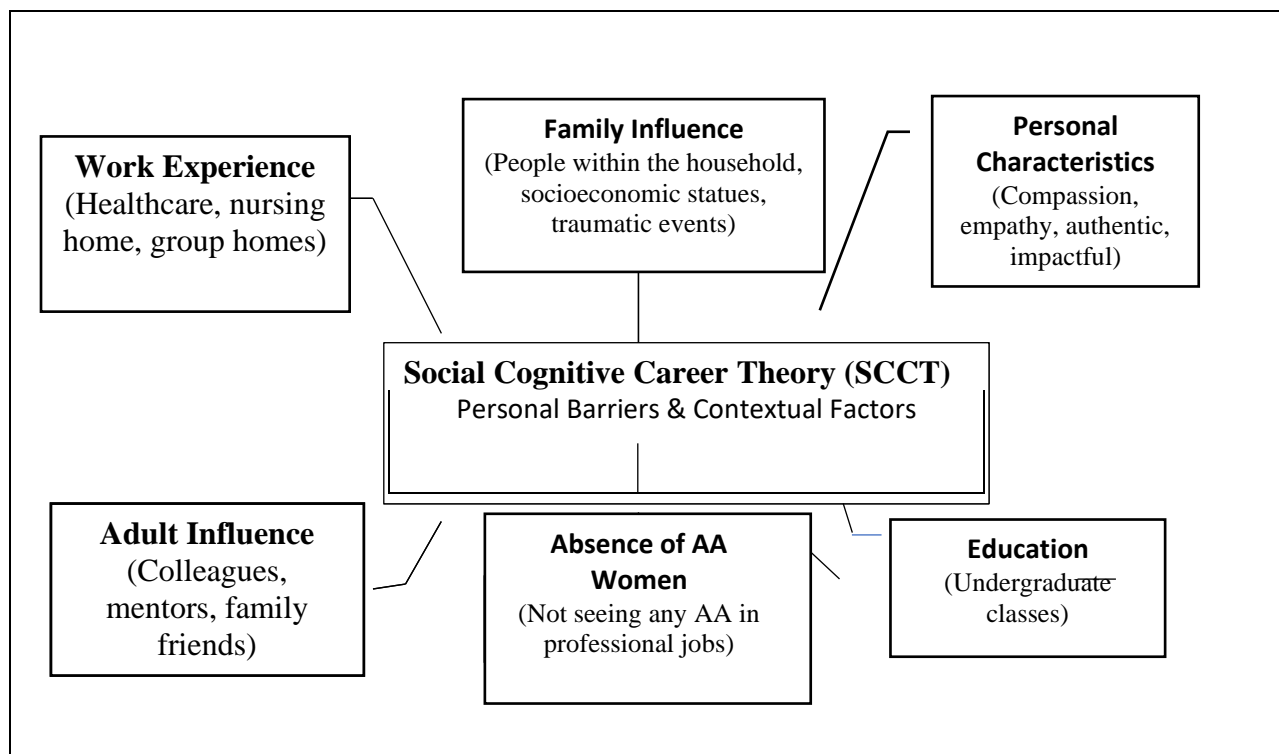 Work Experience
(Healthcare, nursing
home, group homes)
Family Influence
(People within the household,
socioeconomic statues,
traumatic events)
Personal
Characteristics
(Compassion,
empathy, authentic,
impactful)
Social Cognitive Career Theory (SCCT)
Personal Barriers & Contextual Factors
Adult Influence
(Colleagues,
mentors, family
friends)
Absence of AA
Women
(Not seeing any AA in
professional jobs)
Education
(Undergraduate
classes)